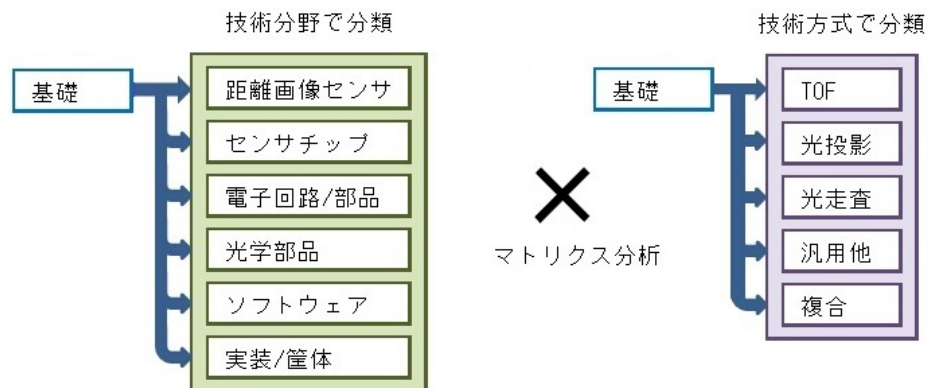 技術分野で分類
基礎
距離画像センサ
センサチップ
電子回路/部品
光学部品
ソフトウェア
実装/筐体
マトリクス分析
技術方式で分類
基礎
TOF
光投影
光走査
汎用他
複合